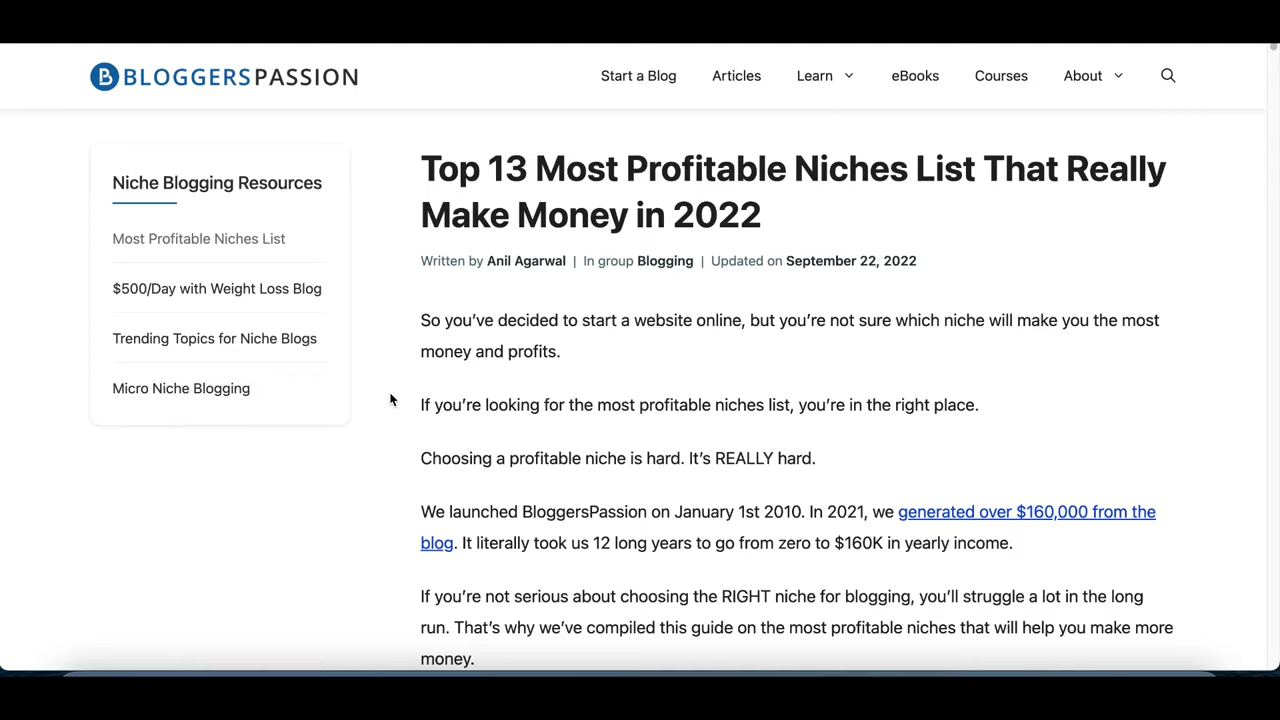 B BLOGGERSPASSION
Start a Blog Articles Learn eBooks Courses About
Niche Blogging Resources
Most Profitable Niches List
$500/Day with Weight Loss Blog
Trending Topics for Niche Blogs
Micro Niche Blogging
Top 13 Most Profitable Niches List That Really
Make Money in 2022
Written by Anil Agarwal | In group Blogging | Updated on September 22, 2022
So you’ve decided to start a website online, but you’re not sure which niche will make you the most
money and profits.
If you’re looking for the most profitable niches list, you’re in the right place.
Choosing a profitable niche is hard. It’s REALLY hard.
We launched BloggersPassion on January 1st 2010. In 2021, we generated over $160,000 from the
blog. It literally took us 12 long years to go from zero to $160K in yearly income.
If you’re not serious about choosing the RIGHT niche for blogging, you’ll struggle a lot in the long
run. That’s why we’ve compiled this guide on the most profitable niches that will help you make more
money.